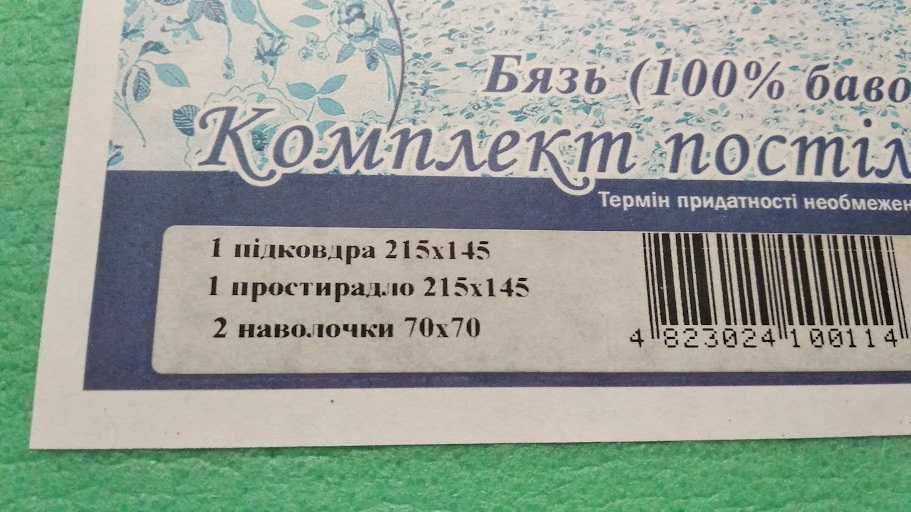 Бязь (100% баво
Комплект постіл
Термін придатності необмежен
1 підковдра 215х145
1 простирадло 215х145
2 наволочки 70х70
4 823024 100114